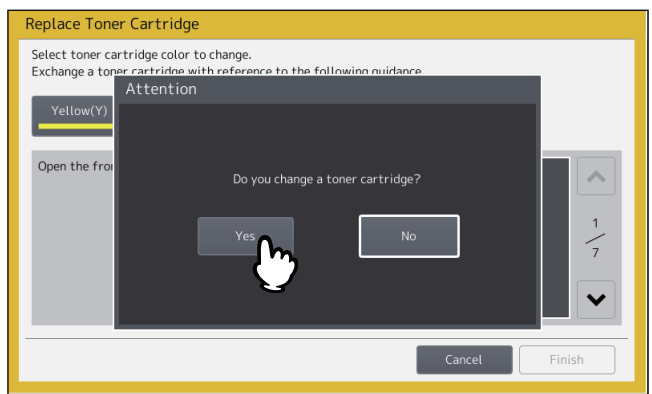 Replace Toner Cartridge
Select toner cartridge color to change.
Exchange a toner cartridge with reference to the following guidance
Attention
Yellow(Y)
Open the fron
Do you change a toner cartridge?
Yes
No
1
7
Cancel
Finish